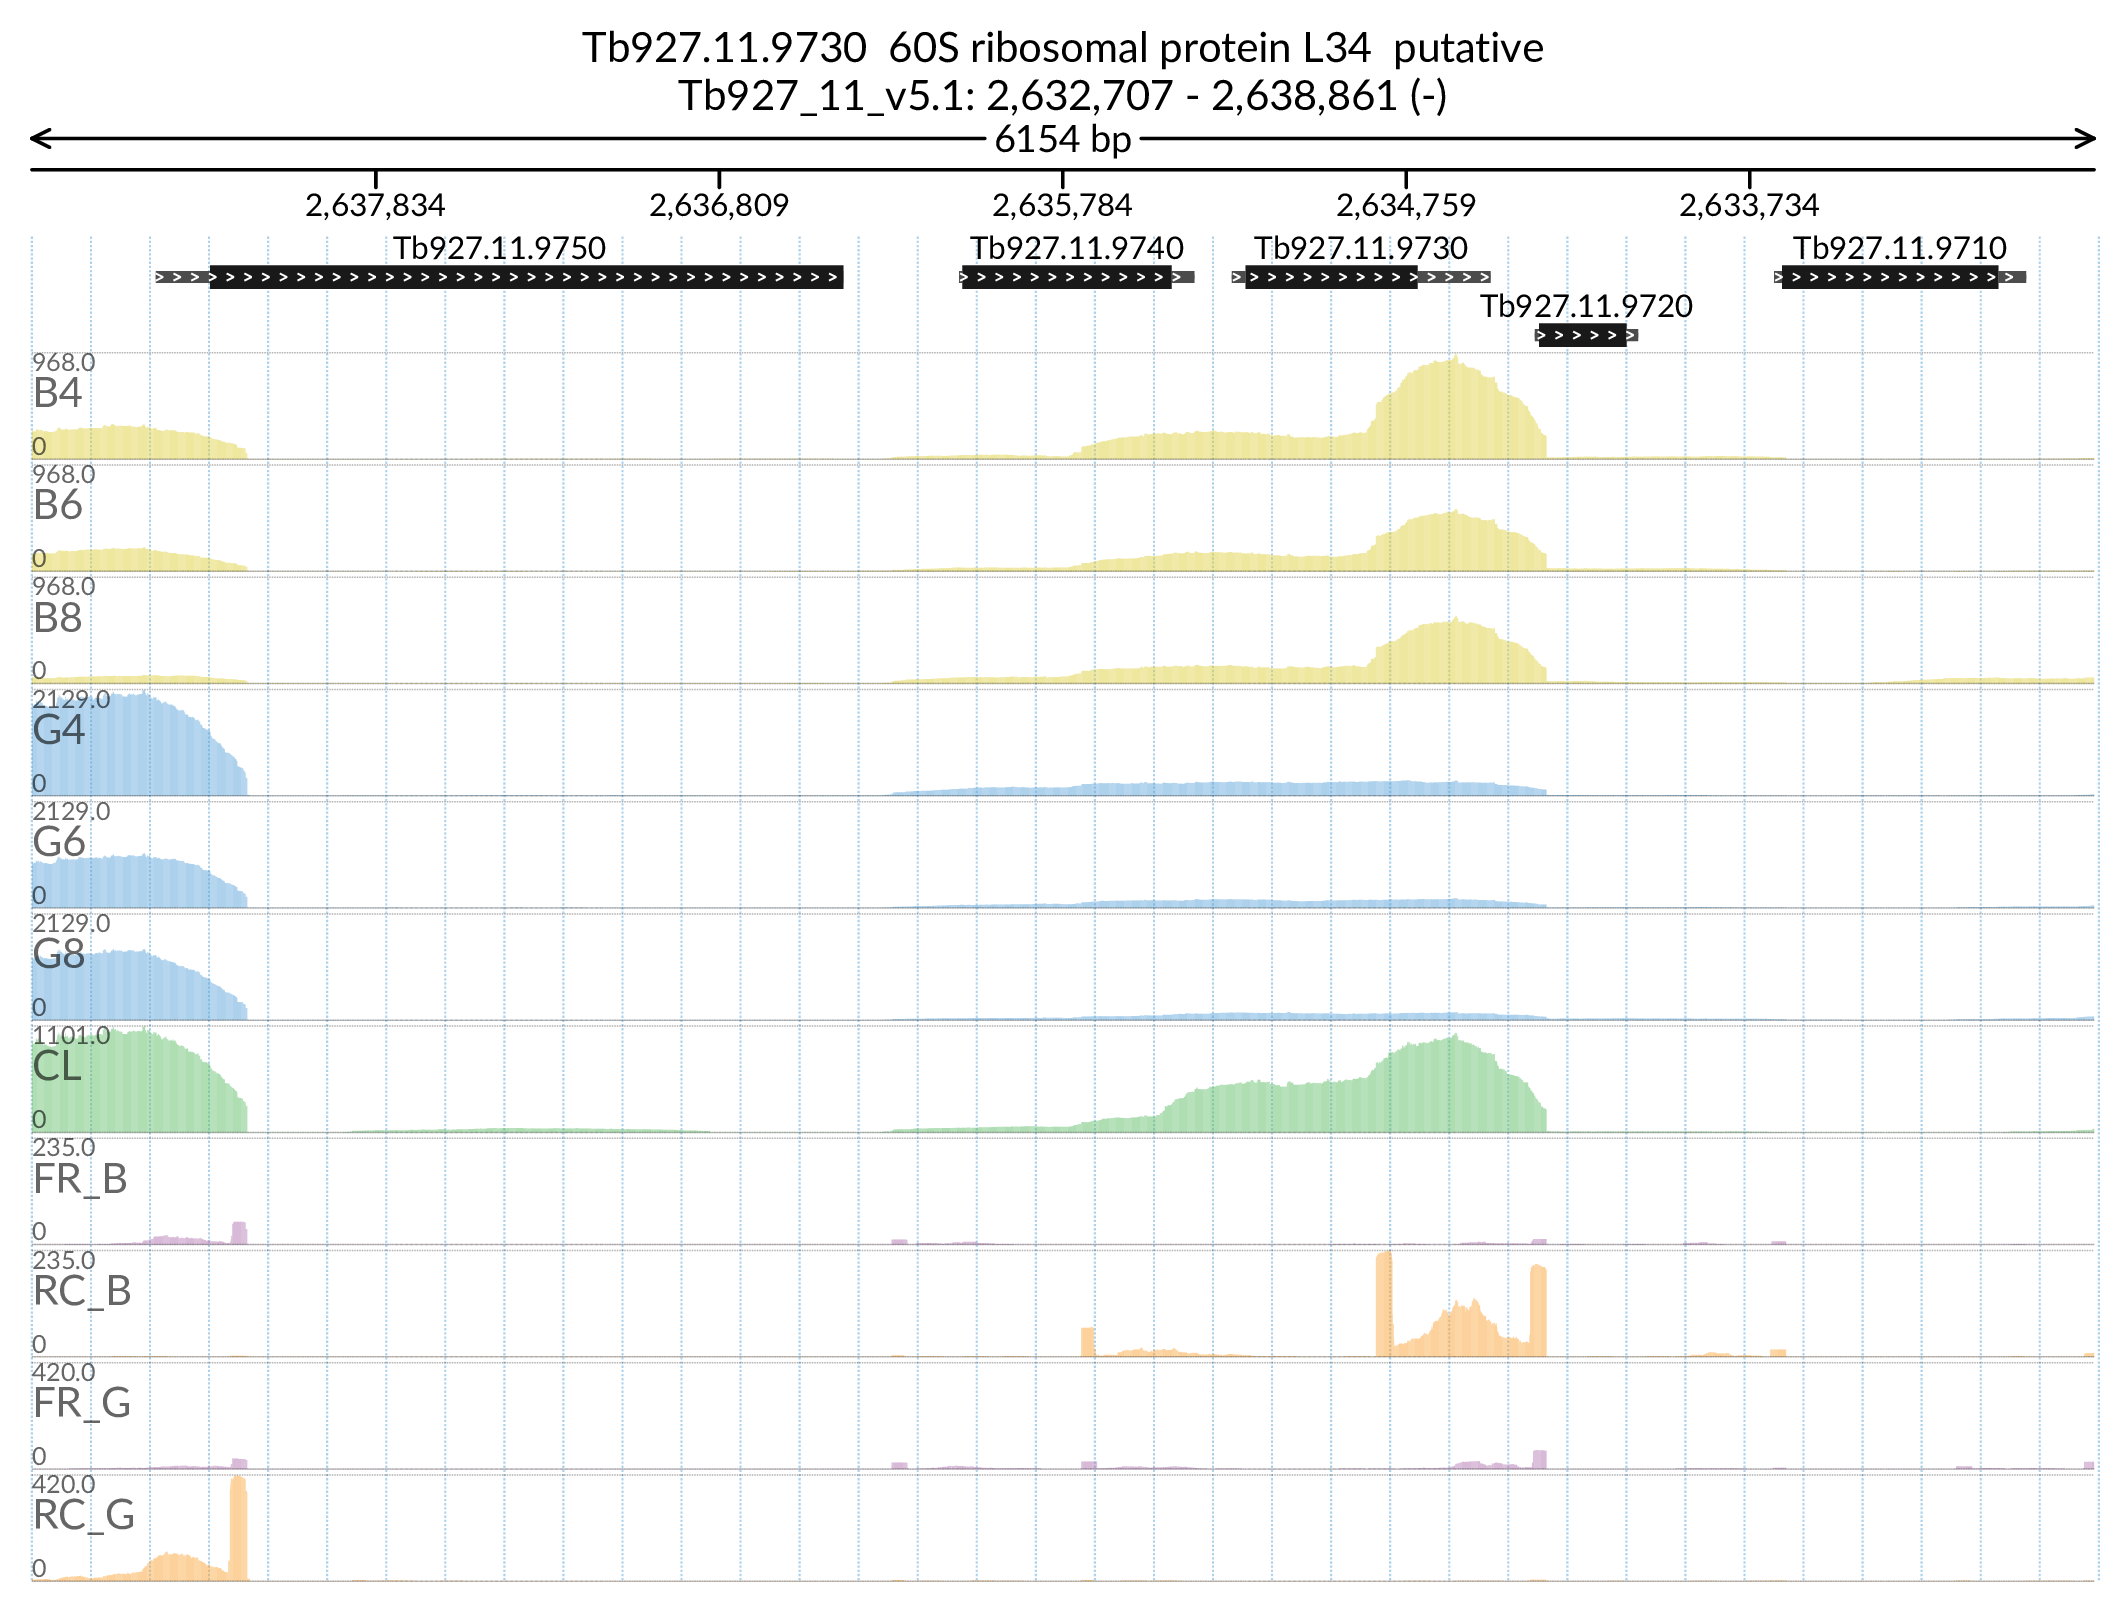 Tb927.11.9730  60S ribosomal protein L34  putative
Tb927_11_v5.1: 2,632,707 - 2,638,861 (-)
6154 bp
2,637,834 2,636,809 2,635,784 2,634,759 2,633,734
Tb927.11.9750 Tb927.11.9740 Tb927.11.9730 Tb927.11.9710
Tb927.11.9720
968.0
B4
0
968.0
B6
0
968.0
B8
0
2129.0
G4
0
2129.0
G6
0
2129.0
G8
0
1101.0
CL
0
235.0
FR_B
0
235.0
RC_B
0
420.0
FR_G
0
420.0
RC_G
0